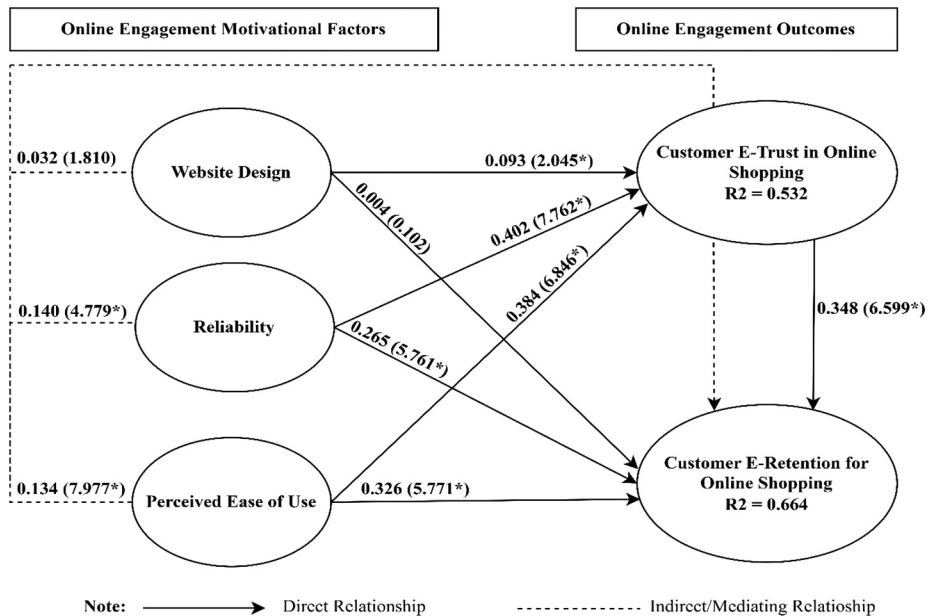 Online Engagement Motivational Factors
Online Engagement Outcomes
0.032 (1.810)
Website Design
0.093 (2.045*)
Customer E-Trust in Online
Shopping
R2 = 0.532
0.004 (0.102)
0.402 (7.762*)
0.384 (6.846*)
0.140 (4.779*)
Reliability
0.265 (5.761*)
0.348 (6.599*)
0.134 (7.977*)
Perceived Ease of Use
0.326 (5.771*)
Customer E-Retention for
Online Shopping
R2 = 0.664
Note:
Direct Relationship
Indirect/Mediating Relatioship